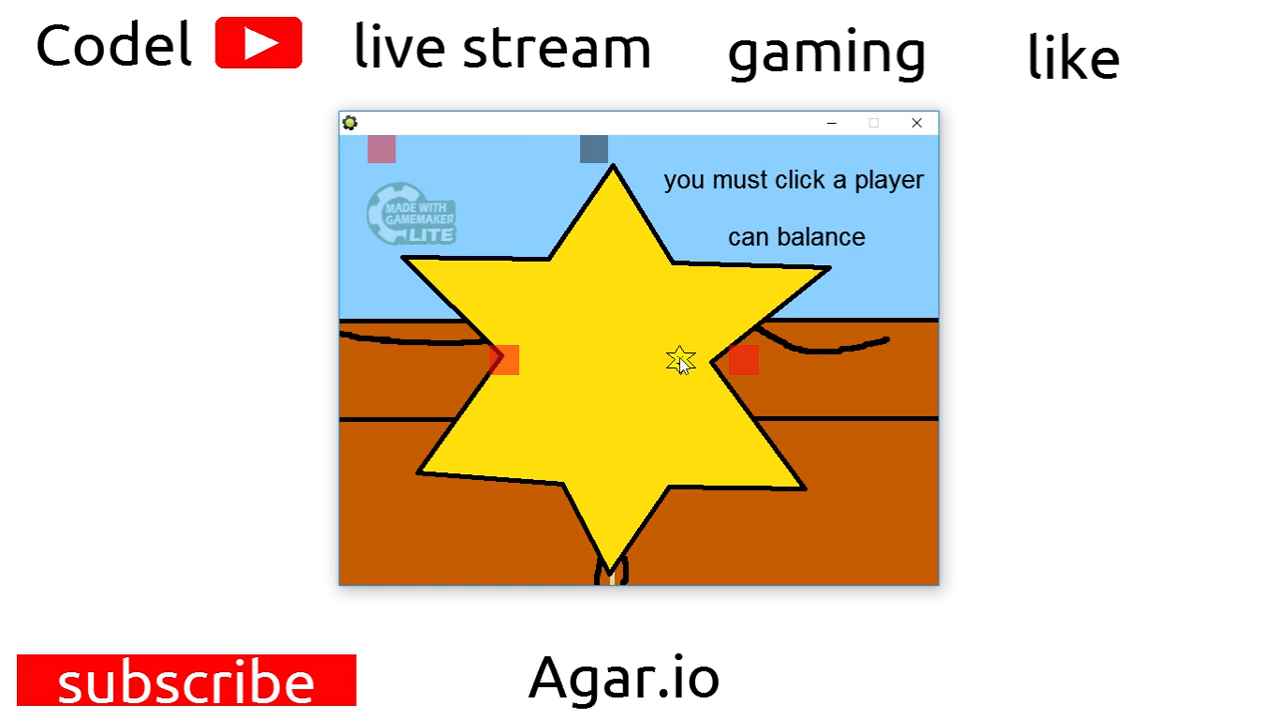 Codel
live stream
gaming
like
you must click a player
can balance
MADE WITH
GAMEMAKER
LITE
subscribe
Agar.io